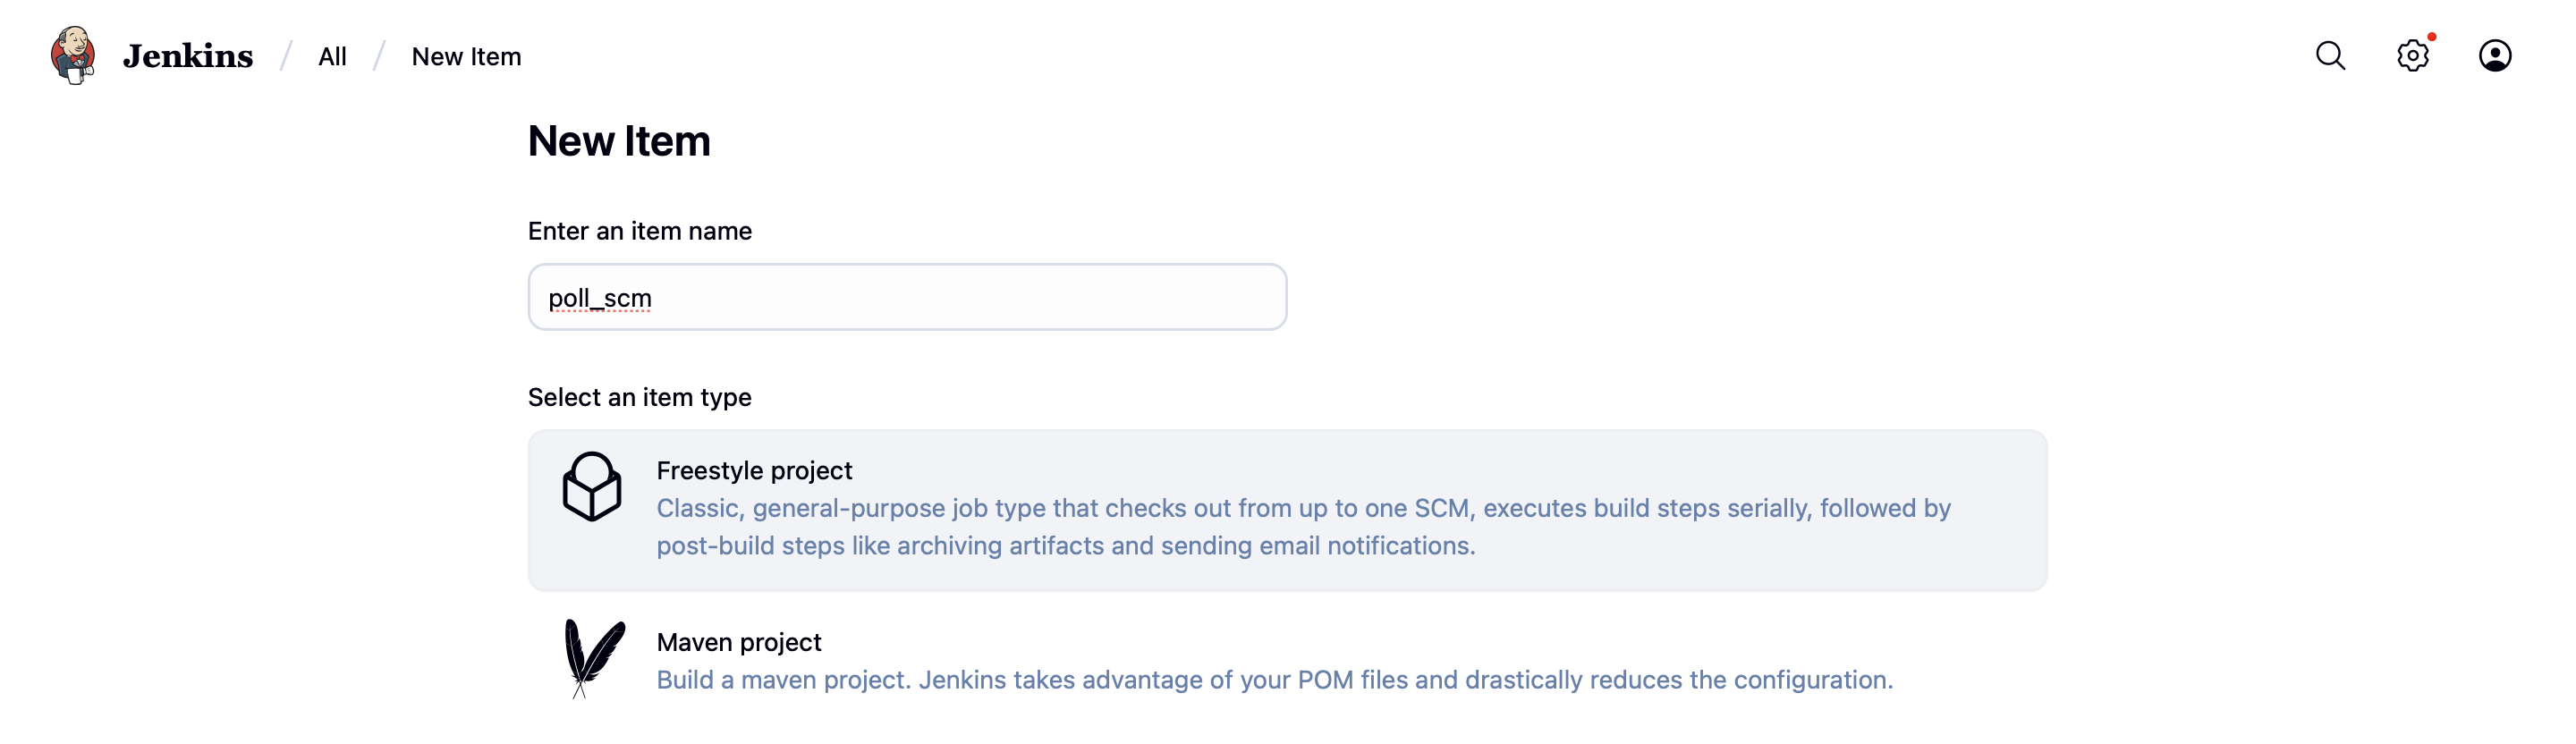 Jenkins / All / New Item
New Item
Enter an item name
poll_scm
Select an item type
Freestyle project
Classic, general-purpose job type that checks out from up to one SCM, executes build steps serially, followed by
post-build steps like archiving artifacts and sending email notifications.
Maven project
Build a maven project. Jenkins takes advantage of your POM files and drastically reduces the configuration.